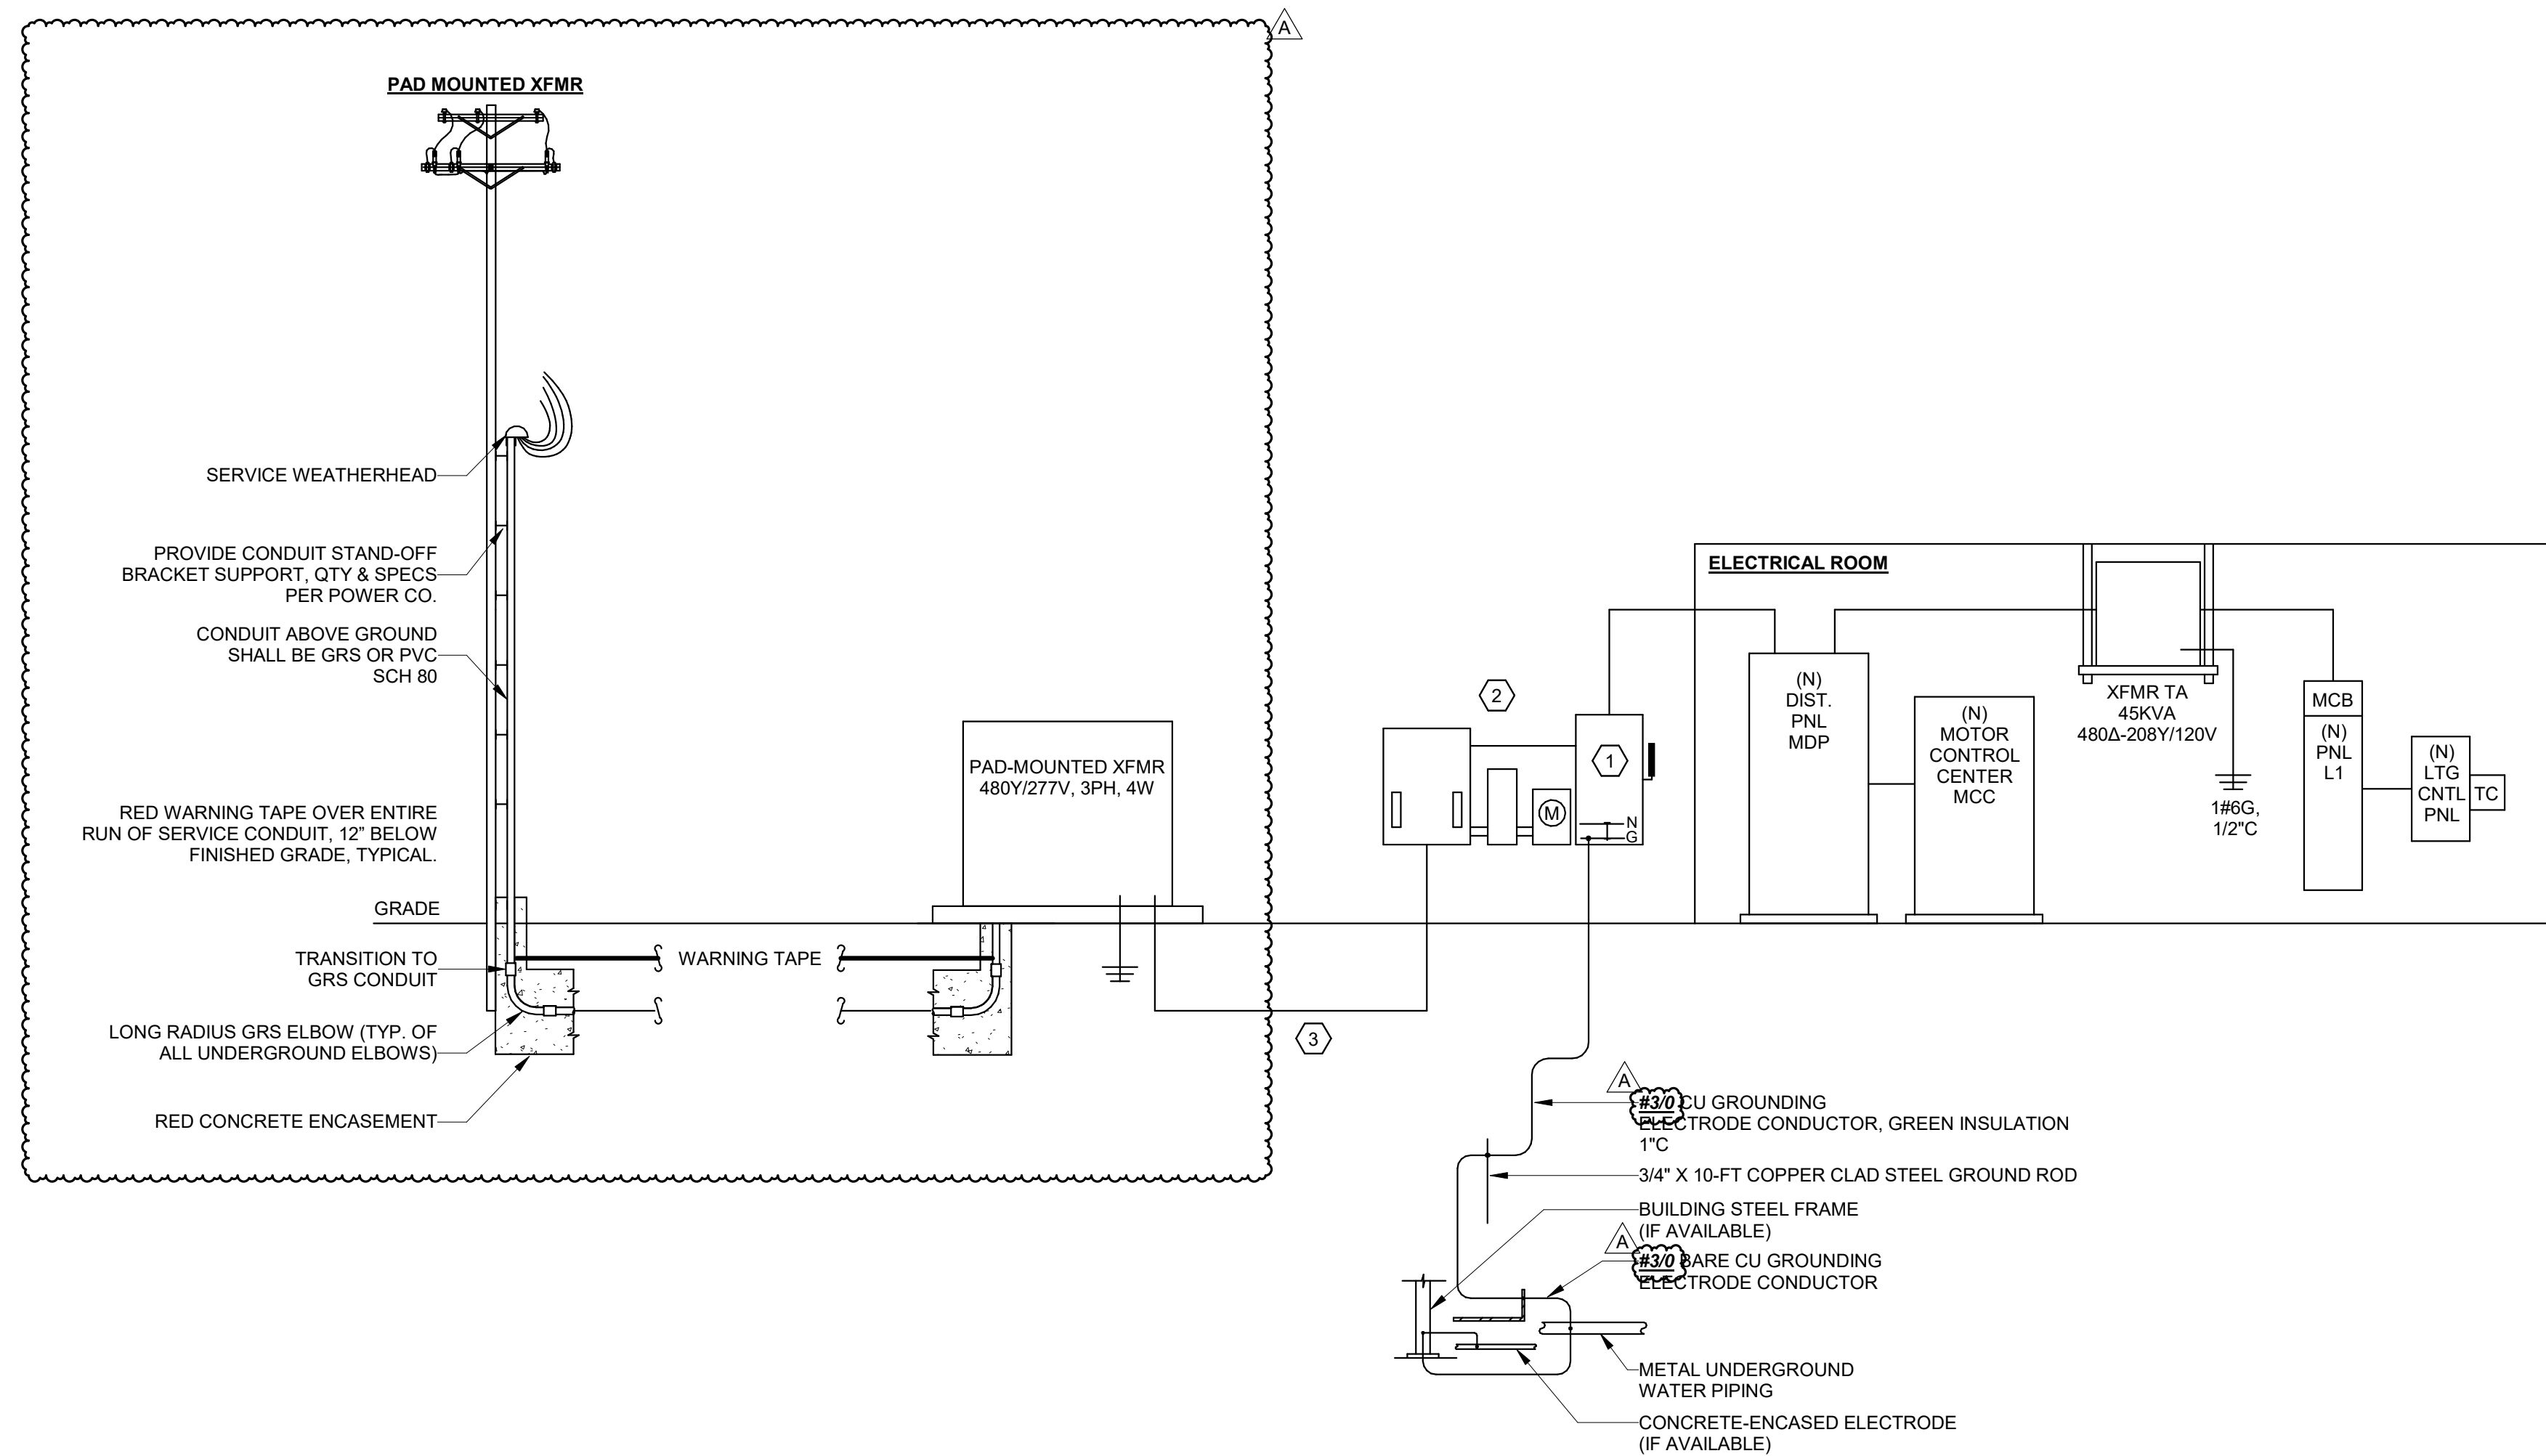 A
PAD MOUNTED XFMR
SERVICE WEATHERHEAD
PROVIDE CONDUIT STAND-OFF
BRACKET SUPPORT, QTY & SPECS
PER POWER CO.
CONDUIT ABOVE GROUND
SHALL BE GRS OR PVC
SCH 80
RED WARNING TAPE OVER ENTIRE
RUN OF SERVICE CONDUIT, 12” BELOW
FINISHED GRADE, TYPICAL.
GRADE
TRANSITION TO
GRS CONDUIT
LONG RADIUS GRS ELBOW (TYP. OF
ALL UNDERGROUND ELBOWS)
RED CONCRETE ENCASEMENT
WARNING TAPE
PAD-MOUNTED XFMR
480Y/277V, 3PH, 4W
3
2
1
M
N
G
ELECTRICAL ROOM
(N)
DIST.
PNL
MDP
(N)
MOTOR
CONTROL
CENTER
MCC
XFMR TA
45KVA
480Δ-208Y/120V
1#6G,
1/2"C
MCB
(N)
PNL
L1
(N)
LTG
CNTL
PNL
TC
A
#3/0 CU GROUNDING
ELECTRODE CONDUCTOR, GREEN INSULATION
1"C
3/4" X 10-FT COPPER CLAD STEEL GROUND ROD
BUILDING STEEL FRAME
(IF AVAILABLE)
A
#3/0 BARE CU GROUNDING
ELECTRODE CONDUCTOR
METAL UNDERGROUND
WATER PIPING
CONCRETE-ENCASED ELECTRODE
(IF AVAILABLE)